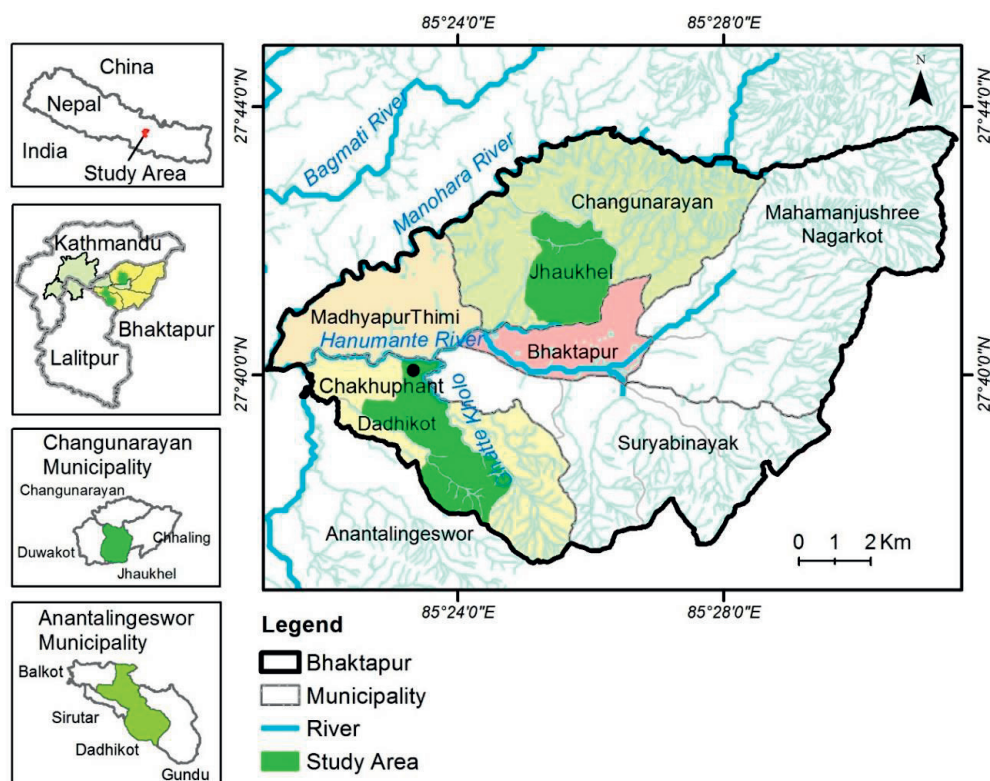 China
Nepal
India
Study Area
Kathmandu
Bhaktapur
Lalitpur
Changunarayan
Municipality
Changunarayan
Chhaling
Duwakot
Jhaukhel
Anantalingeswor
Municipality
Balkot
Sirutar
Dadhikot
Gundu
85°24'0"E
85°28'0"E
27°44'0"N
27°44'0"N
27°40'0"N
27°40'0"N
N
Bagmati River
Manohara River
Changunarayan
Mahamanjushree
Nagarkot
Jhaukhel
MadhyapurThimi
Hanumante River
Bhaktapur
Chakhuphant
Dadhikot
Ghatte Kholo
Suryabinayak
Anantalingeswor
0 1 2 Km
85°24'0"E
85°28'0"E
Legend
Bhaktapur
Municipality
River
Study Area